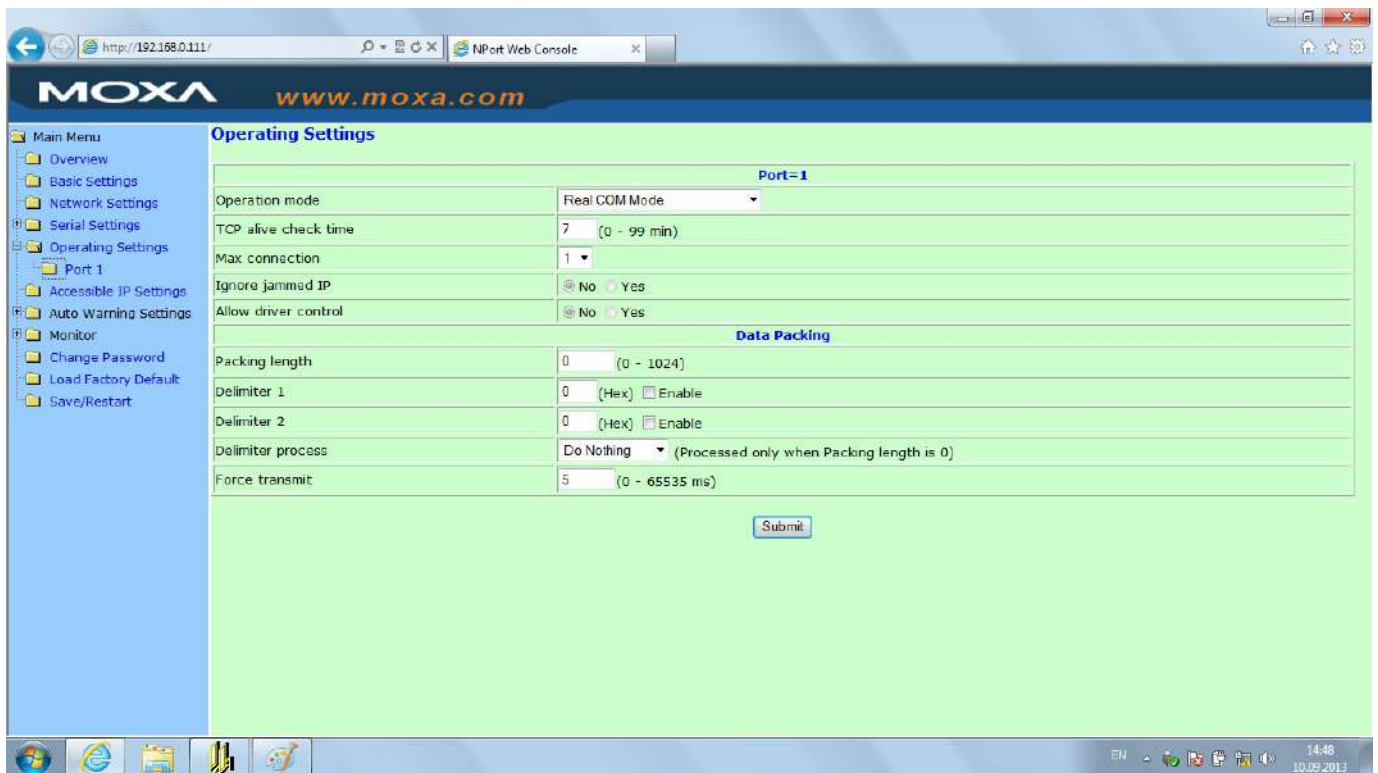 http://192.168.0.111/
NPort Web Console
MOXA
www.moxa.com
Main Menu
Overview
Basic Settings
Network Settings
Serial Settings
Operating Settings
Port 1
Accessible IP Settings
Auto Warning Settings
Monitor
Change Password
Load Factory Default
Save/Restart
Operating Settings
Port=1
Operation mode Real COM Mode
TCP alive check time 7 (0 - 99 min)
Max connection 1
Ignore jammed IP No Yes
Allow driver control No Yes
Data Packing
Packing length 0 (0 - 1024)
Delimiter 1 0 (Hex) Enable
Delimiter 2 0 (Hex) Enable
Delimiter process Do Nothing (Processed only when Packing length is 0)
Force transmit 5 (0 - 65535 ms)
Submit
EN
14:48
10.09.2013